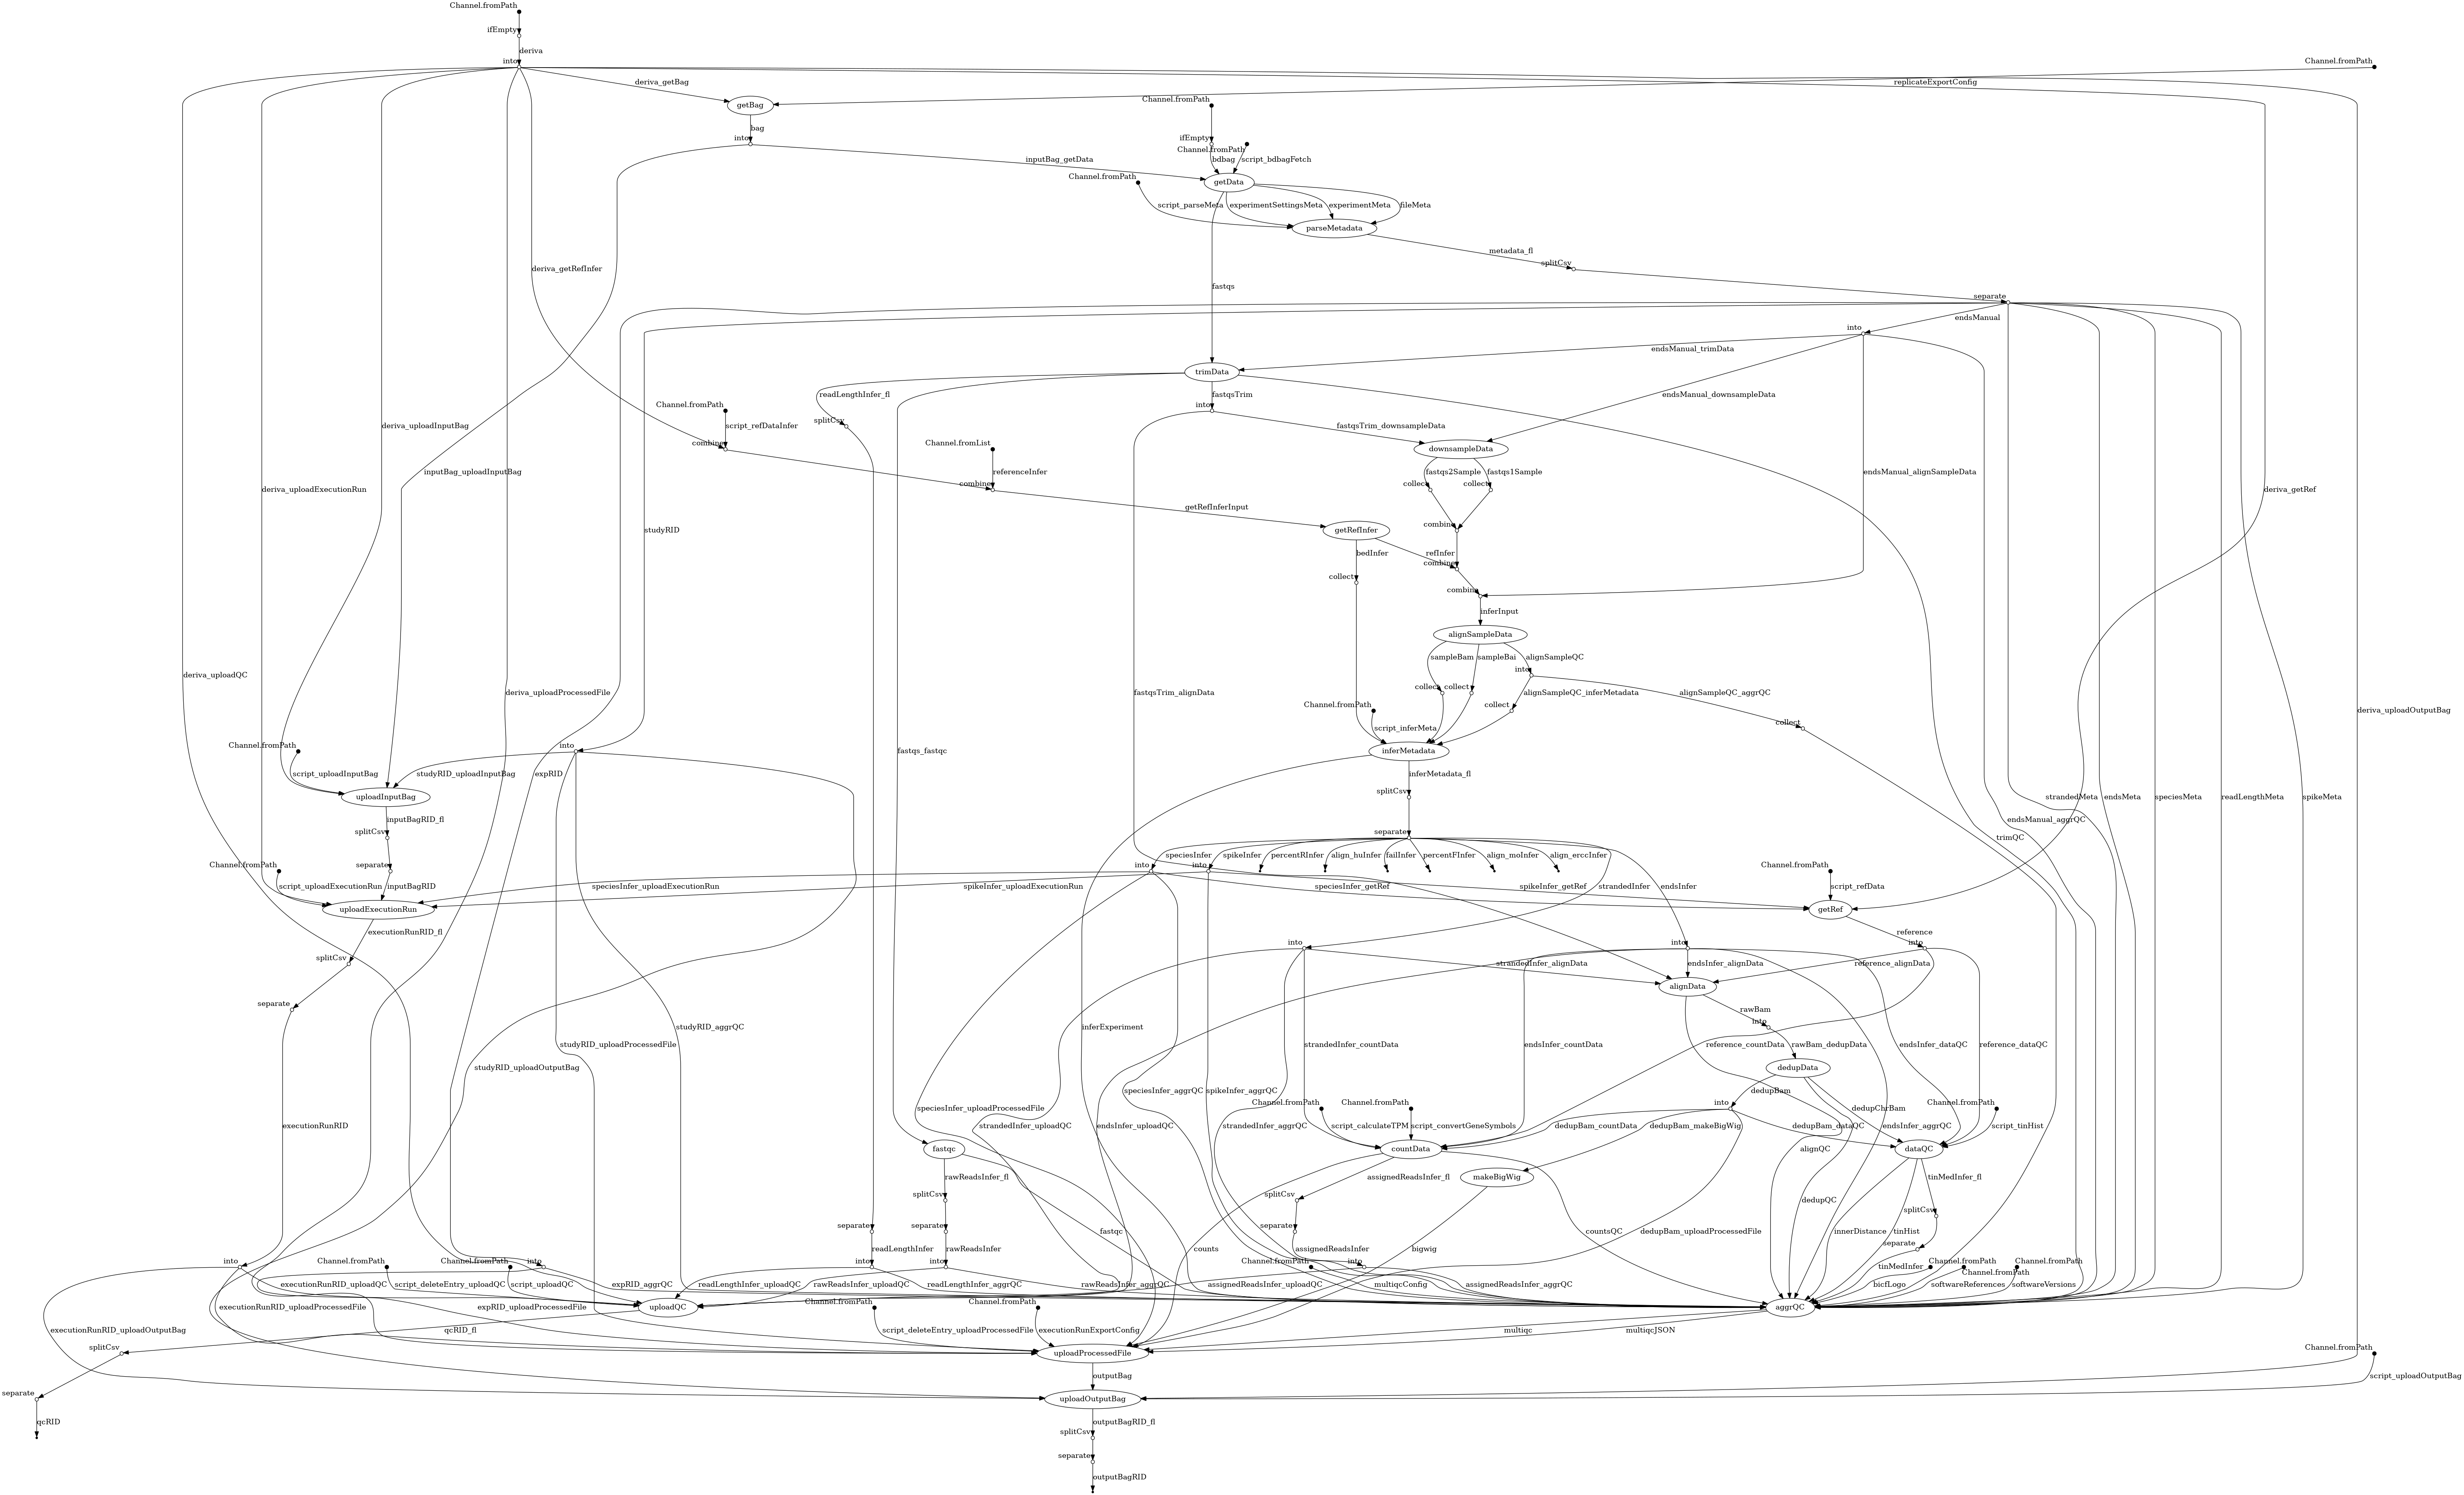 Channel.fromPath
ifEmpty
deriva
into
Channel.fromPath
deriva_getBag
replicateExportConfig
Channel.fromPath
getBag
bag
into
ifEmpty
Channel.fromPath
bdbag
script_bdbagFetch
inputBag_getData
Channel.fromPath
getData
script_parseMeta
experimentSettingsMeta
experimentMeta
fileMeta
parseMetadata
metadata_fl
splitCsv
deriva_getRefInfer
fastqs
separate
endsManual
into
endsManual_trimData
trimData
readLengthInfer_fl
fastqsTrim
endsManual_downsampleData
Channel.fromPath
into
splitCsv
script_refDataInfer
fastqsTrim_downsampleData
deriva_uploadInputBag
combine
Channel.fromList
downsampleData
inputBag_uploadInputBag
referenceInfer
fastqs2Sample
fastqs1Sample
endsManual_alignSampleData
combine
collect
collect
deriva_uploadExecutionRun
deriva_getRef
getRefInferInput
studyRID
getRefInfer
combine
bedInfer
refInfer
combine
collect
combine
inferInput
alignSampleData
sampleBam
sampleBai
alignSampleQC
into
deriva_uploadQC
deriva_uploadProcessedFile
fastqsTrim_alignData
collect
collect
alignSampleQC_inferMetadata
alignSampleQC_aggrQC
Channel.fromPath
collect
deriva_uploadOutputBag
collect
script_inferMeta
Channel.fromPath
into
fastqs_fastqc
inferMetadata
script_uploadInputBag
studyRID_uploadInputBag
expRID
inferMetadata_fl
uploadInputBag
splitCsv
strandedMeta
endsMeta
speciesMeta
readLengthMeta
spikeMeta
inputBagRID_fl
endsManual_aggrQC
splitCsv
separate
trimQC
Channel.fromPath
separate
into
speciesInfer
into
spikeInfer
percentRInfer
align_huInfer
failInfer
percentFInfer
align_moInfer
align_erccInfer
Channel.fromPath
script_uploadExecutionRun
inputBagRID
speciesInfer_uploadExecutionRun
spikeInfer_uploadExecutionRun
speciesInfer_getRef
spikeInfer_getRef
strandedInfer
endsInfer
script_refData
uploadExecutionRun
getRef
executionRunRID_fl
reference
into
into
into
splitCsv
strandedInfer_alignData
endsInfer_alignData
reference_alignData
alignData
separate
rawBam
into
inferExperiment
studyRID_aggrQC
studyRID_uploadProcessedFile
strandedInfer_countData
endsInfer_countData
reference_countData
rawBam_dedupData
endsInfer_dataQC
reference_dataQC
studyRID_uploadOutputBag
dedupData
speciesInfer_aggrQC
spikeInfer_aggrQC
dedupBam
speciesInfer_uploadProcessedFile
Channel.fromPath
Channel.fromPath
into
dedupChrBam
Channel.fromPath
executionRunRID
strandedInfer_uploadQC
endsInfer_uploadQC
strandedInfer_aggrQC
script_calculateTPM
script_convertGeneSymbols
dedupBam_countData
dedupBam_makeBigWig
dedupBam_dataQC
endsInfer_aggrQC
script_tinHist
fastqc
countData
alignQC
dataQC
rawReadsInfer_fl
assignedReadsInfer_fl
makeBigWig
tinMedInfer_fl
splitCsv
splitCsv
dedupQC
splitCsv
separate
separate
fastqc
separate
countsQC
dedupBam_uploadProcessedFile
innerDistance
tinHist
separate
readLengthInfer
rawReadsInfer
assignedReadsInfer
counts
bigwig
into
Channel.fromPath
Channel.fromPath
into
into
into
Channel.fromPath
into
tinMedInfer
Channel.fromPath
Channel.fromPath
Channel.fromPath
executionRunRID_uploadQC
script_deleteEntry_uploadQC
script_uploadQC
expRID_aggrQC
readLengthInfer_uploadQC
rawReadsInfer_uploadQC
readLengthInfer_aggrQC
rawReadsInfer_aggrQC
assignedReadsInfer_uploadQC
multiqcConfig
assignedReadsInfer_aggrQC
bicfLogo
softwareReferences
softwareVersions
executionRunRID_uploadProcessedFile
expRID_uploadProcessedFile
uploadQC
Channel.fromPath
Channel.fromPath
aggrQC
executionRunRID_uploadOutputBag
qcRID_fl
script_deleteEntry_uploadProcessedFile
executionRunExportConfig
multiqc
multiqcJSON
splitCsv
uploadProcessedFile
Channel.fromPath
outputBag
script_uploadOutputBag
separate
uploadOutputBag
qcRID
outputBagRID_fl
splitCsv
separate
outputBagRID